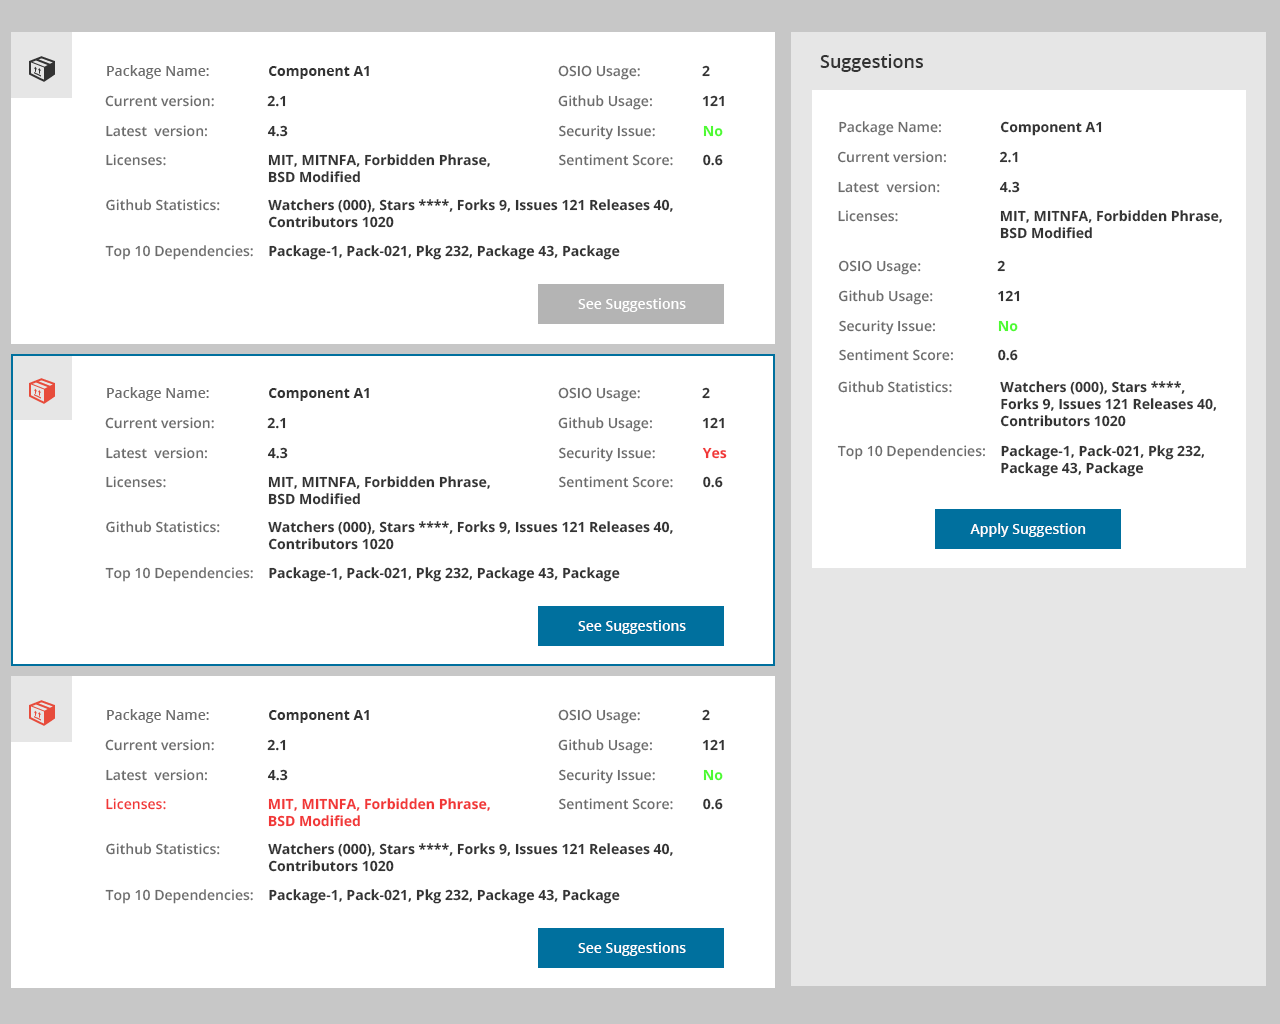 Package Name: Component A1 OSIO Usage: 2
Current version: 2.1 Github Usage: 121
Latest version: 4.3 Security Issue: No
Licenses: MIT, MITNFA, Forbidden Phrase, Sentiment Score: 0.6
BSD Modified
Github Statistics: Watchers (000), Stars ****, Forks 9, Issues 121 Releases 40,
Contributors 1020
Top 10 Dependencies: Package-1, Pack-021, Pkg 232, Package 43, Package
See Suggestions
Package Name: Component A1 OSIO Usage: 2
Current version: 2.1 Github Usage: 121
Latest version: 4.3 Security Issue: Yes
Licenses: MIT, MITNFA, Forbidden Phrase, Sentiment Score: 0.6
BSD Modified
Github Statistics: Watchers (000), Stars ****, Forks 9, Issues 121 Releases 40,
Contributors 1020
Top 10 Dependencies: Package-1, Pack-021, Pkg 232, Package 43, Package
See Suggestions
Package Name: Component A1 OSIO Usage: 2
Current version: 2.1 Github Usage: 121
Latest version: 4.3 Security Issue: No
Licenses: MIT, MITNFA, Forbidden Phrase, Sentiment Score: 0.6
BSD Modified
Github Statistics: Watchers (000), Stars ****, Forks 9, Issues 121 Releases 40,
Contributors 1020
Top 10 Dependencies: Package-1, Pack-021, Pkg 232, Package 43, Package
See Suggestions
Suggestions
Package Name: Component A1
Current version: 2.1
Latest version: 4.3
Licenses: MIT, MITNFA, Forbidden Phrase,
BSD Modified
OSIO Usage: 2
Github Usage: 121
Security Issue: No
Sentiment Score: 0.6
Github Statistics: Watchers (000), Stars ****,
Forks 9, Issues 121 Releases 40,
Contributors 1020
Top 10 Dependencies: Package-1, Pack-021, Pkg 232,
Package 43, Package
Apply Suggestion